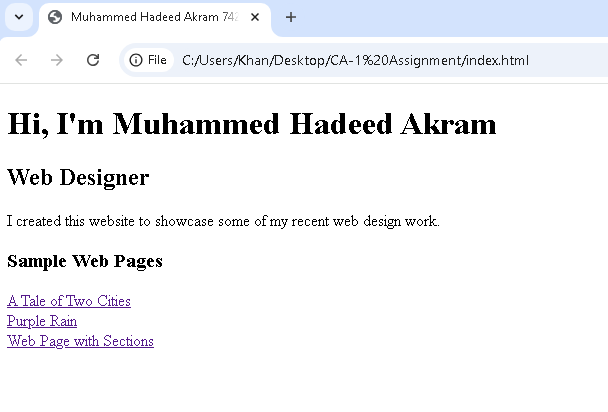 Muhammed Hadeed Akram 742
File C:/Users/Khan/Desktop/CA-1%20Assignment/index.html
Hi, I'm Muhammed Hadeed Akram
Web Designer
I created this website to showcase some of my recent web design work.
Sample Web Pages
A Tale of Two Cities
Purple Rain
Web Page with Sections